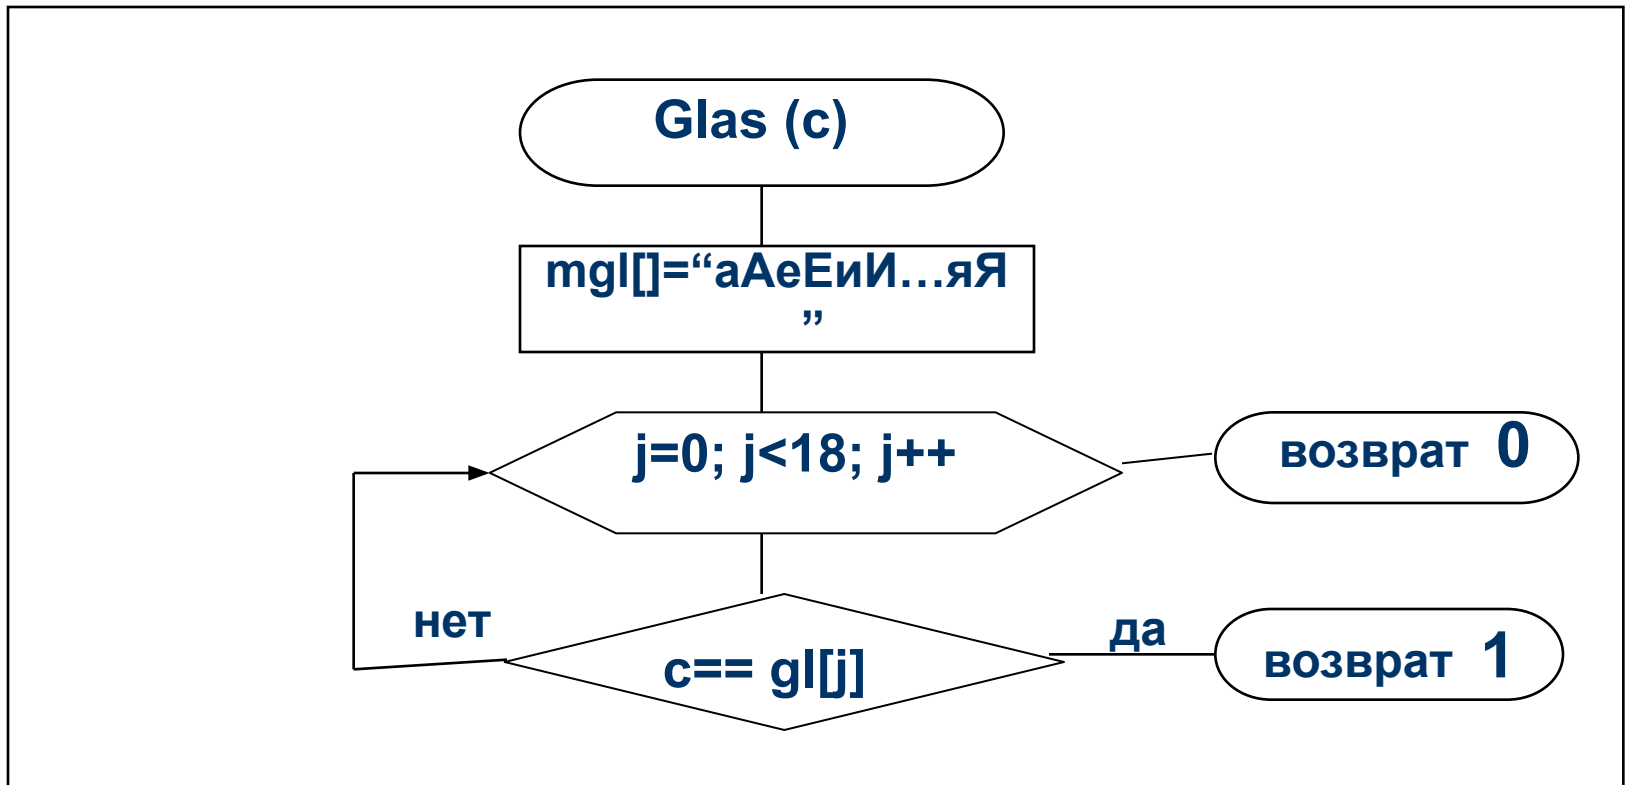 Glas (c)
mgl[]=“аАеЕиИ…яЯ
”
j=0; j<18; j++
возврат 0
нет
да
c== gl[j]
возврат 1